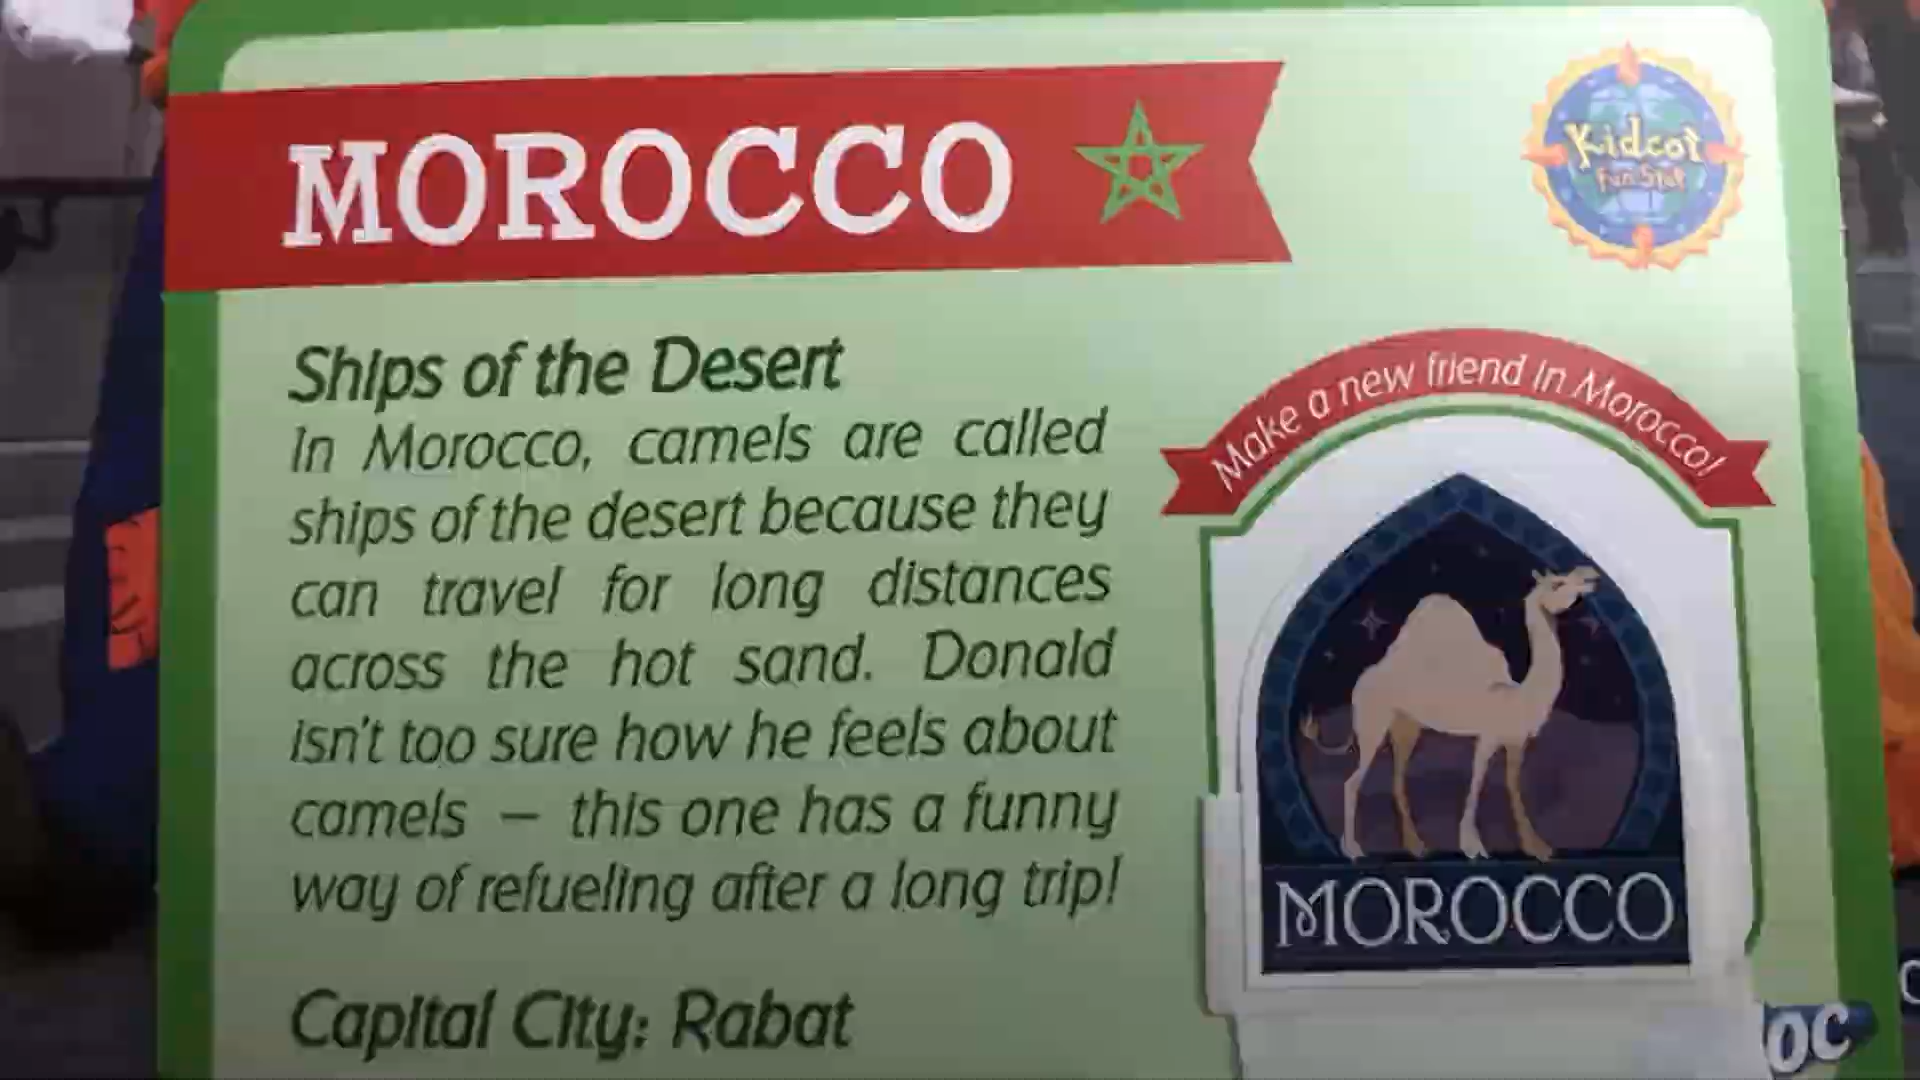 MOROCCO
Kidcot
Fun Stop
Ships of the Desert
In Morocco, camels are called
ships of the desert because they
can travel for long distances
across the hot sand. Donald
isn't too sure how he feels about
camels – this one has a funny
way of refueling after a long trip!
Capital City: Rabat
Make a new friend in Morocco!
MOROCCO
OC